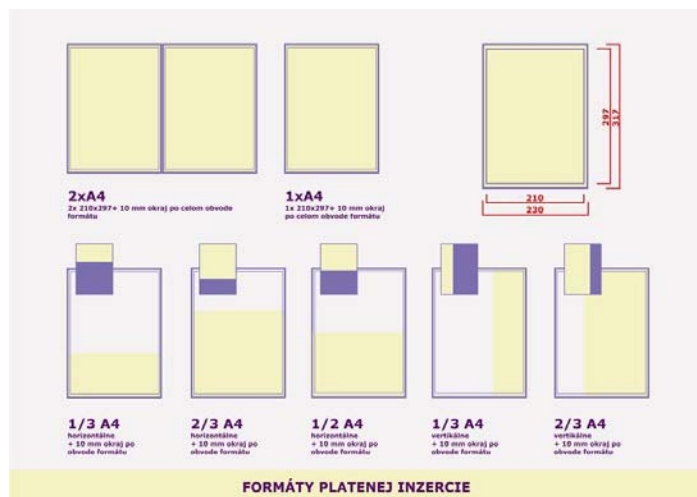 297
317
210
220
2xA4
2x 210x297+ 10 mm okraj po celom obvode
formátu
1xA4
1x 210x297+ 10 mm okraj
po celom obvode formátu
1/3 A4
horizontálne
+ 10 mm okraj po
obvode formátu
2/3 A4
horizontálne
+ 10 mm okraj po
obvode formátu
1/2 A4
horizontálne
+ 10 mm okraj po
obvode formátu
1/3 A4
vertikálne
+ 10 mm okraj po
obvode formátu
2/3 A4
vertikálne
+ 10 mm okraj po
obvode formátu
FORMÁTY PLATENEJ INZERCIE